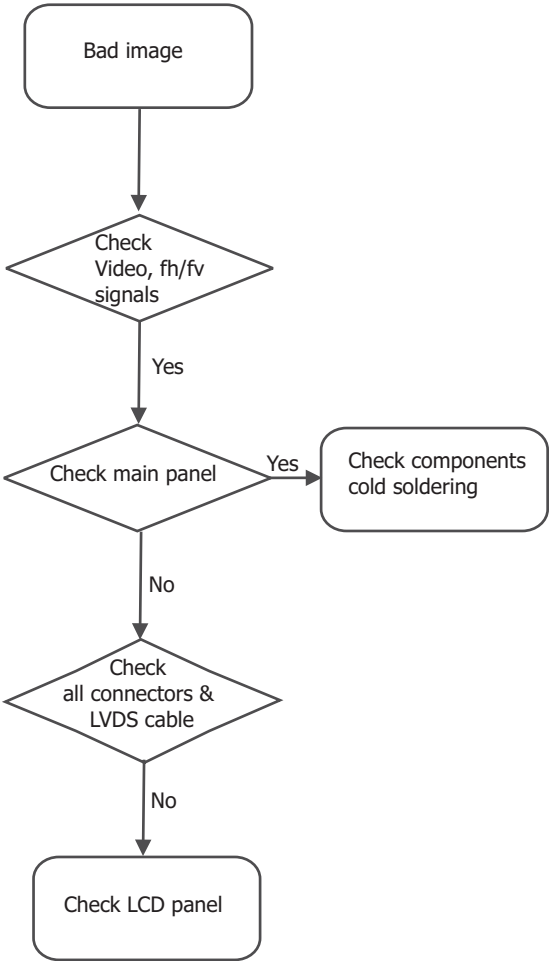 Bad image
Check
Video, fh/fv
signals
Yes
Check main panel
Yes
Check components
cold soldering
No
Check
all connectors &
LVDS cable
No
Check LCD panel